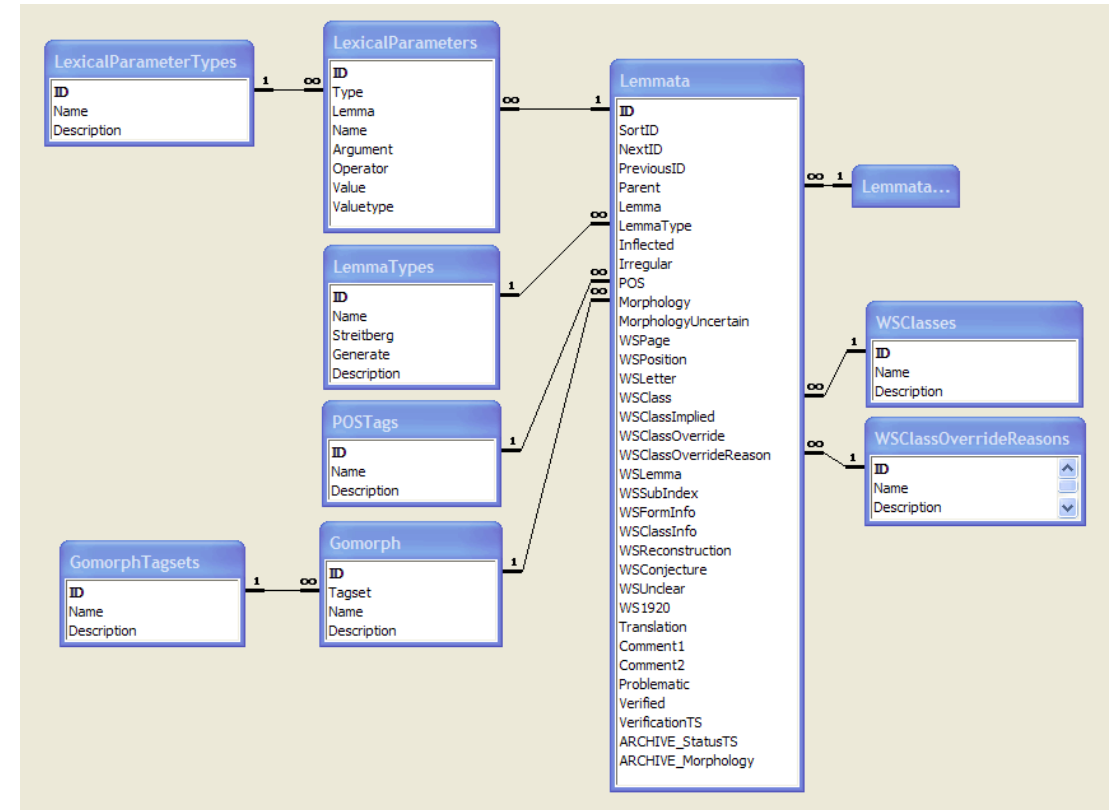 LexicalParameterTypes
ID
Name
Description
1
∞
LexicalParameters
ID
Type
Lemma
Name
Argument
Operator
Value
Valuetype
∞
1
LemmaTypes
ID
Name
Streitberg
Generate
Description
1
∞
POSTags
ID
Name
Description
1
∞
GomorphTagsets
ID
Name
Description
1
∞
Gomorph
ID
Tagset
Name
Description
1
∞
Lemmata
ID
SortID
NextID
PreviousID
Parent
Lemma
LemmaType
Inflected
Irregular
POS
Morphology
MorphologyUncertain
WSPage
WSPosition
WSLetter
WSClass
WSClassImplied
WSClassOverride
WSClassOverrideReason
WSLemma
WSSubIndex
WSFormInfo
WSClassInfo
WSReconstruction
WSConjecture
WSUnclear
WS1920
Translation
Comment1
Comment2
Problematic
Verified
VerificationTS
ARCHIVE_StatusTS
ARCHIVE_Morphology
∞
1
Lemmata...
∞
1
WSClasses
ID
Name
Description
∞
1
WSClassOverrideReasons
ID
Name
Description